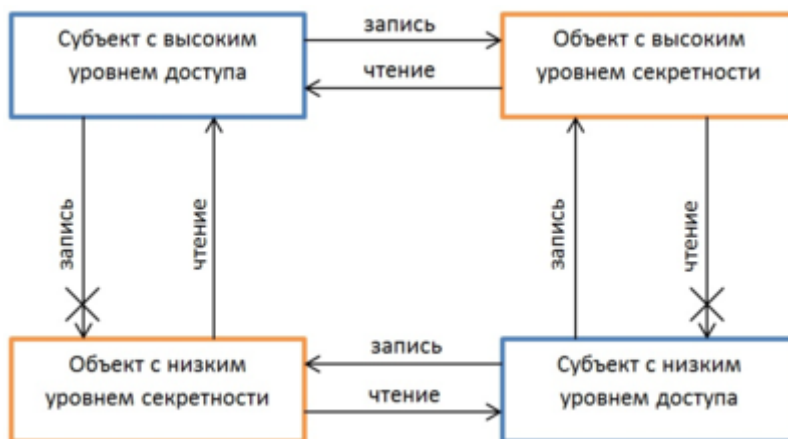 Субъект с высоким
уровнем доступа
запись
чтение
Объект с высоким
уровнем секретности
запись
чтение
запись
чтение
Объект с низким
уровнем секретности
запись
чтение
Субъект с низким
уровнем доступа